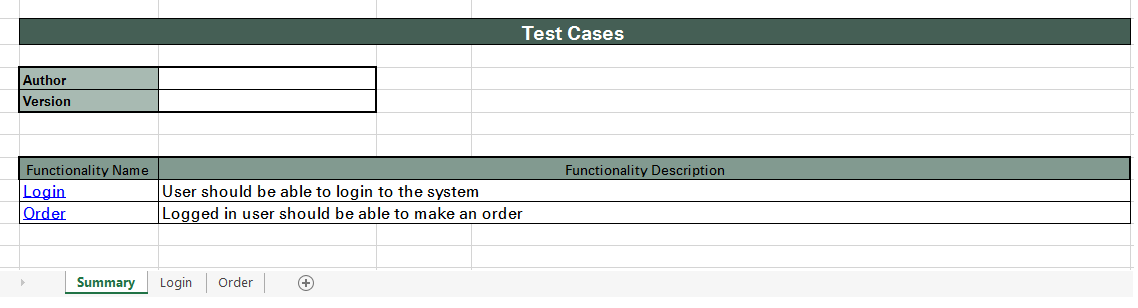 Test Cases
Author
Version
Functionality Name Functionality Description
Login User should be able to login to the system
Order Logged in user should be able to make an order
Summary Login Order